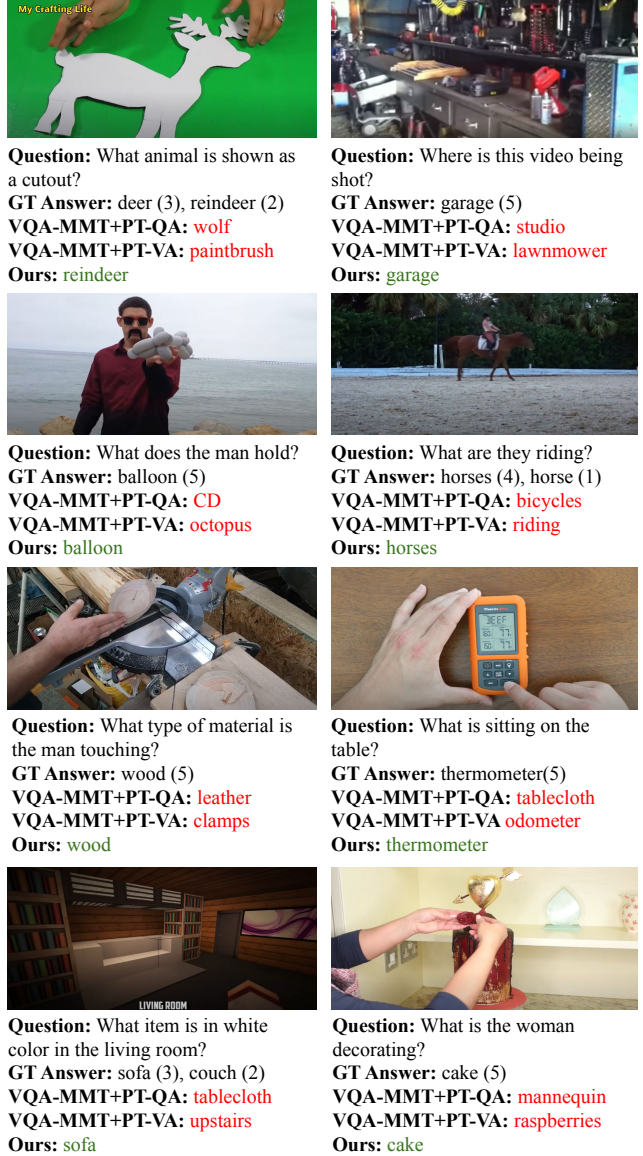 My Crafting Life
Question: What animal is shown as
a cutout?
GT Answer: deer (3), reindeer (2)
VQA-MMT+PT-QA: wolf
VQA-MMT+PT-VA: paintbrush
Ours: reindeer
Question: Where is this video being
shot?
GT Answer: garage (5)
VQA-MMT+PT-QA: studio
VQA-MMT+PT-VA: lawnmower
Ours: garage
Question: What does the man hold?
GT Answer: balloon (5)
VQA-MMT+PT-QA: CD
VQA-MMT+PT-VA: octopus
Ours: balloon
Question: What are they riding?
GT Answer: horses (4), horse (1)
VQA-MMT+PT-QA: bicycles
VQA-MMT+PT-VA: riding
Ours: horses
Question: What type of material is
the man touching?
GT Answer: wood (5)
VQA-MMT+PT-QA: leather
VQA-MMT+PT-VA: clamps
Ours: wood
BEEF
Question: What is sitting on the
table?
GT Answer: thermometer(5)
VQA-MMT+PT-QA: tablecloth
VQA-MMT+PT-VA odometer
Ours: thermometer
LIVING ROOM
Question: What item is in white
color in the living room?
GT Answer: sofa (3), couch (2)
VQA-MMT+PT-QA: tablecloth
VQA-MMT+PT-VA: upstairs
Ours: sofa
Question: What is the woman
decorating?
GT Answer: cake (5)
VQA-MMT+PT-QA: mannequin
VQA-MMT+PT-VA: raspberries
Ours: cake